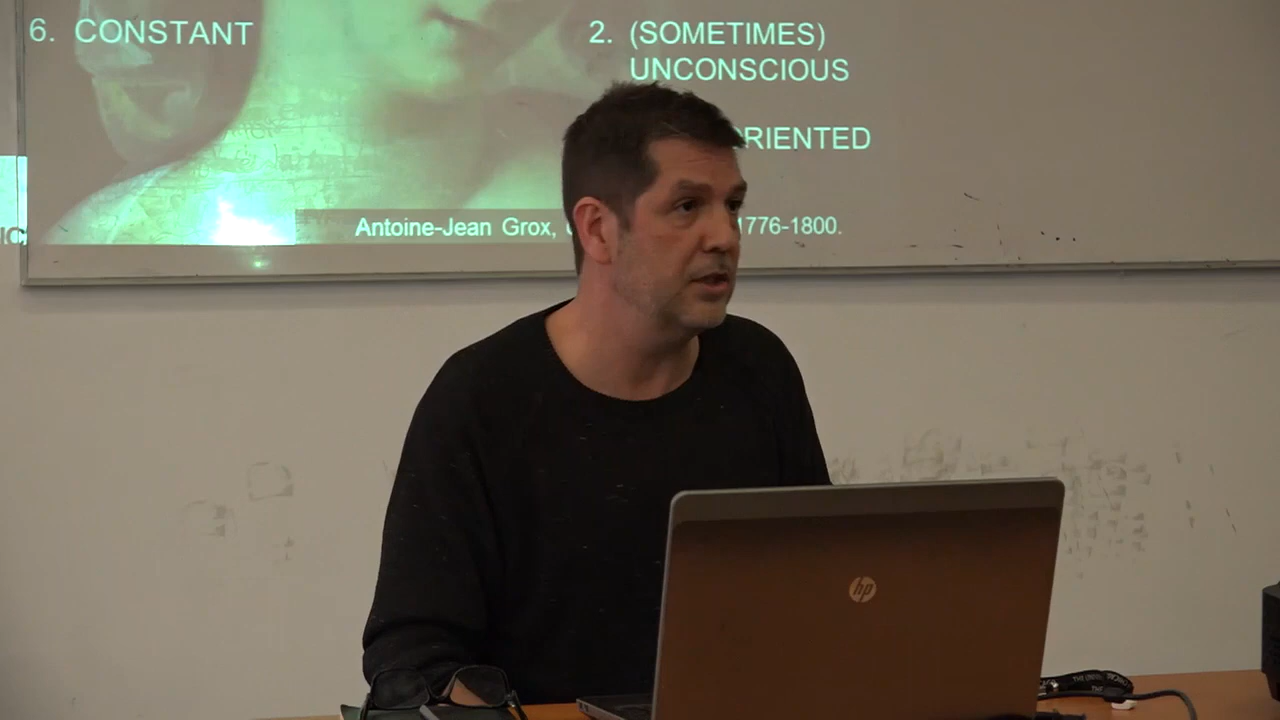 6. CONSTANT
2. (SOMETIMES)
UNCONSCIOUS
RIENTED
Antoine-Jean Grox,
1776-1800.
hp